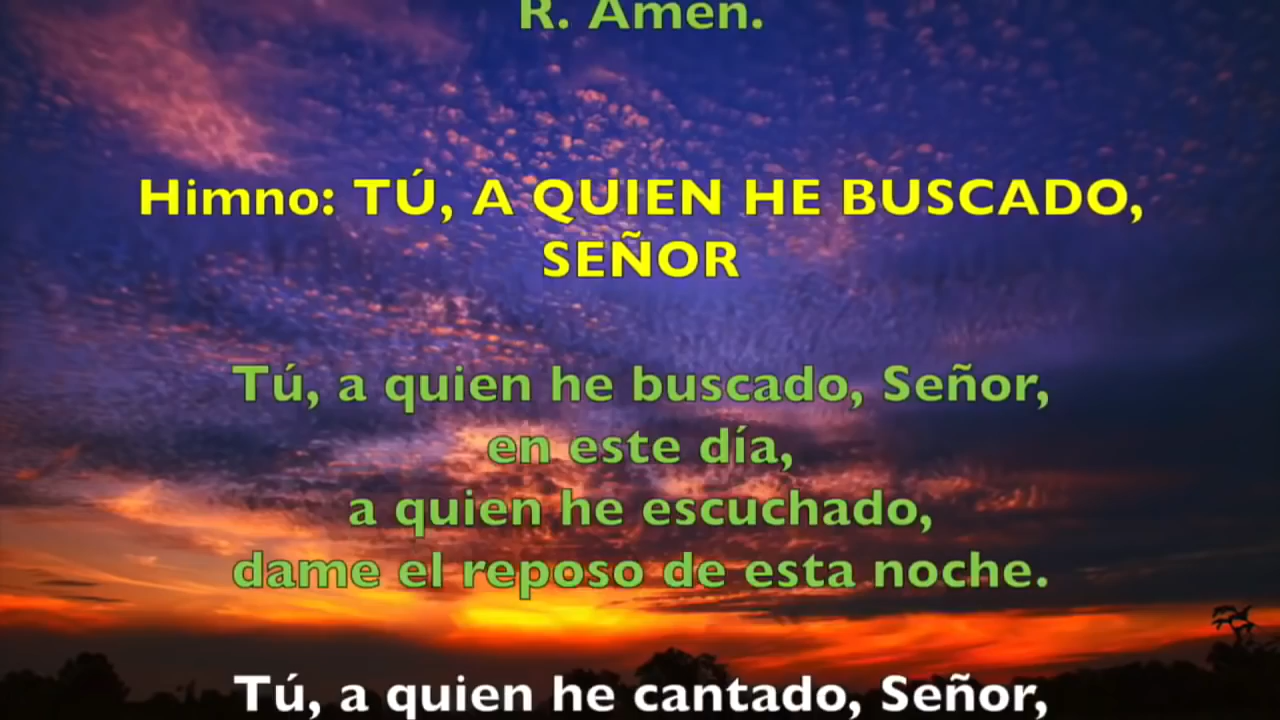 R. Amén.
Himno: TÚ, A QUIEN HE BUSCADO,
SEÑOR
Tú, a quien he buscado, Señor,
en este día,
a quien he escuchado,
dame el reposo de esta noche.
Tú, a quien he cantado, Señor,